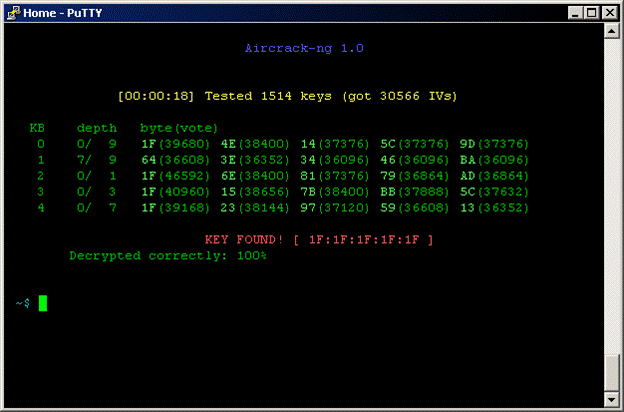 Home - PuTTY
Aircrack-ng 1.0
[00:00:18] Tested 1514 keys (got 30566 IVs)
KB depth byte(vote)
0 0/ 9 1F(39680) 4E(38400) 14(37376) 5C(37376) 9D(37376)
1 7/ 9 64(36608) 3E(36352) 34(36096) 46(36096) BA(36096)
2 0/ 1 1F(46592) 6E(38400) 81(37376) 79(36864) AD(36864)
3 0/ 3 1F(40960) 15(38656) 7B(38400) BB(37888) 5C(37632)
4 0/ 7 1F(39168) 23(38144) 97(37120) 59(36608) 13(36352)
KEY FOUND! [ 1F:1F:1F:1F:1F ]
Decrypted correctly: 100%
~$